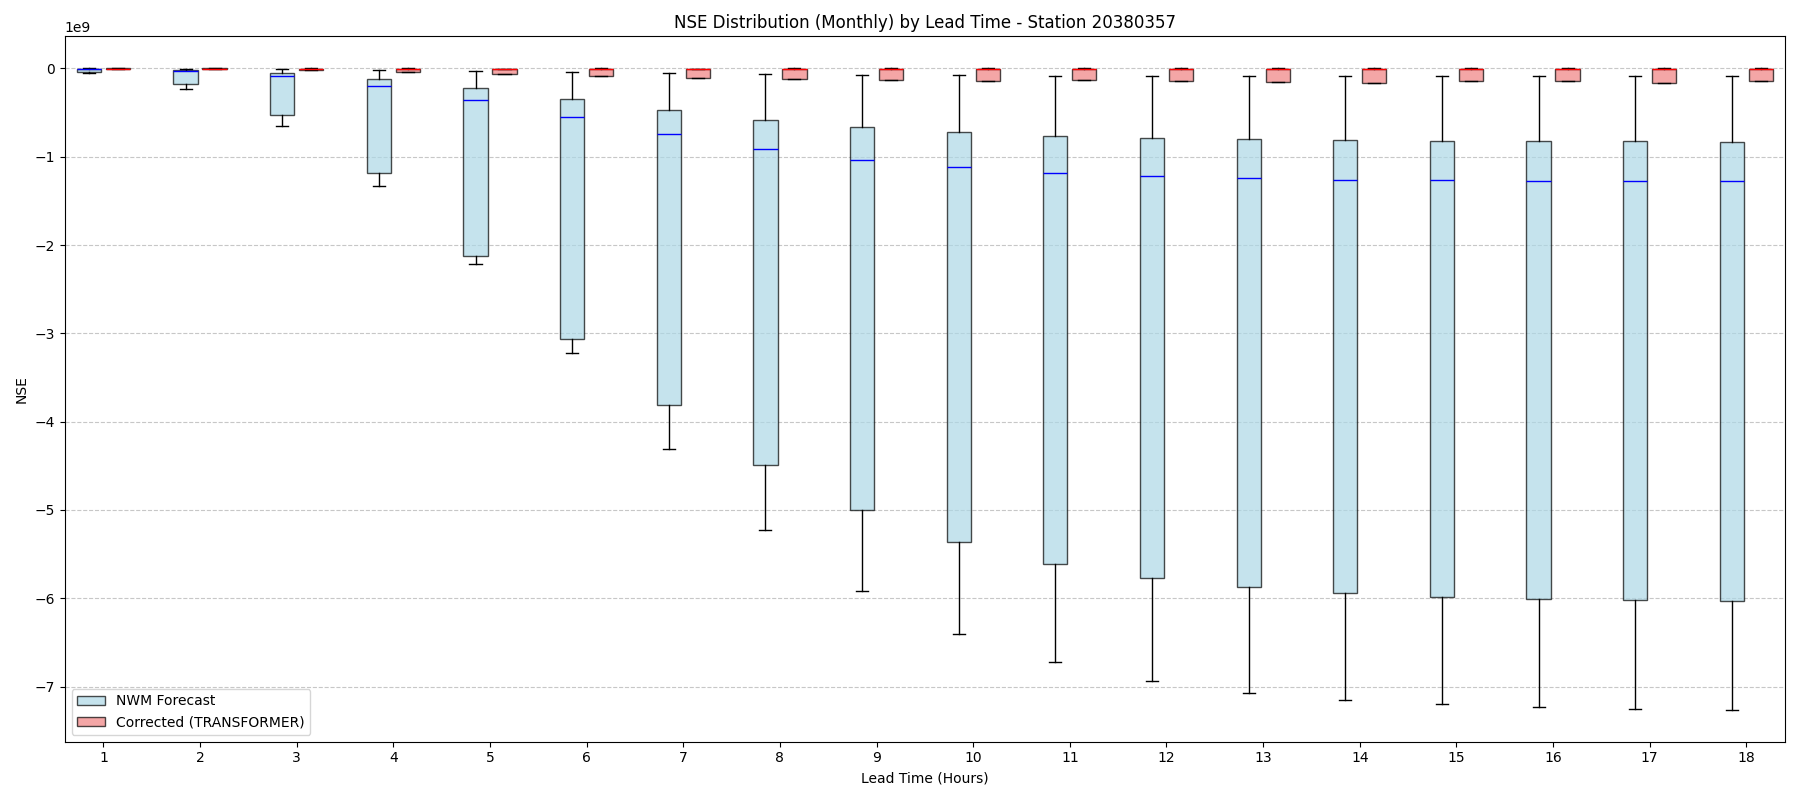 NSE Distribution (Monthly) by Lead Time - Station 20380357
1e9
0
−1
−2
−3
−4
−5
−6
−7
NSE
NWM Forecast
Corrected (TRANSFORMER)
1 2 3 4 5 6 7 8 9 10 11 12 13 14 15 16 17 18
Lead Time (Hours)